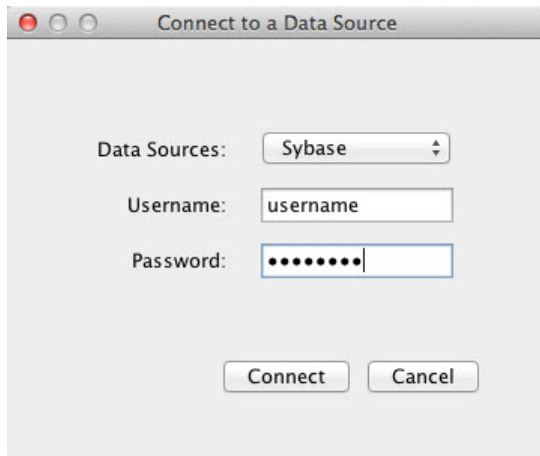 Connect to a Data Source
Data Sources: Sybase
Username: username
Password: ••••••••
Connect Cancel